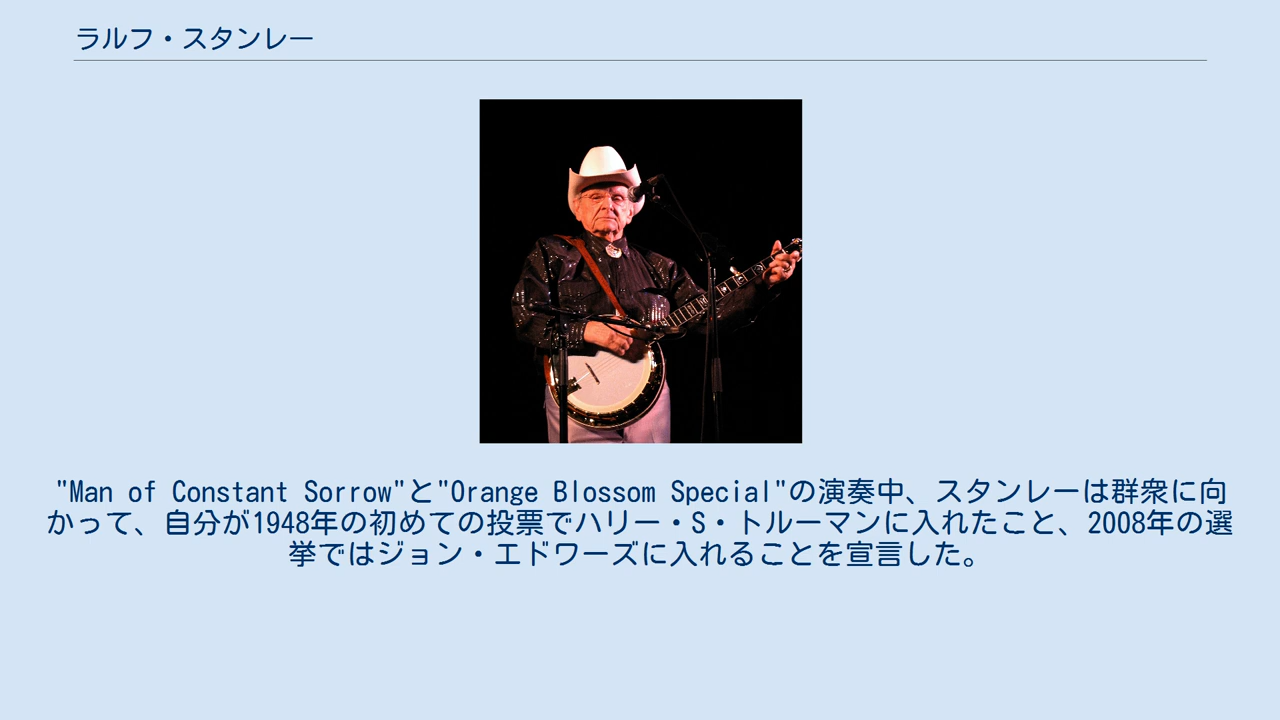 ラルフ・スタンレー
"Man of Constant Sorrow"と"Orange Blossom Special"の演奏中、スタンレーは群衆に向
かって、自分が1948年の初めての投票でハリー・S・トルーマンに入れたこと、2008年の選
挙ではジョン・エドワーズに入れることを宣言した。